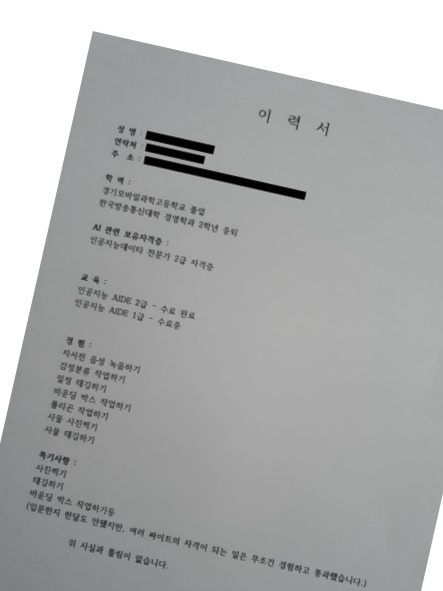 이 력 서
성 명 :
연락처 :
주 소 :
학 력 :
경기모바일과학고등학교 졸업
한국방송통신대학 경영학과 2학년 중퇴
AI 관련 보유자격증 :
인공지능데이타 전문가 2급 자격증
교 육 :
인공지능 AIDE 2급 - 수료 완료
인공지능 AIDE 1급 - 수료중
경 험 :
자서전 음성 녹음하기
감정분류 작업하기
일정 태깅하기
바운딩 박스 작업하기
폴리곤 작업하기
사물 사진찍기
사물 태깅하기
특기사항 :
사진찍기
태깅하기
바운딩 박스 작업하기등
(입문한지 한달도 안됐지만, 여러 싸이트의 자격이 되는 일은 무조건 경험하고 통과했습니다.)
위 사실과 틀림이 없습니다.